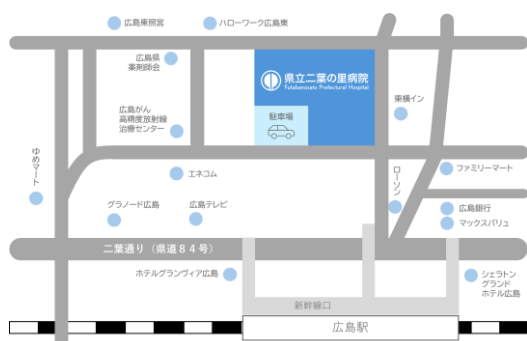 広島東照宮
ハローワーク広島東
広島県
薬剤師会
県立二葉の里病院
Futabanosato Prefectural Hospital
駐車場
東横イン
広島がん
高精度放射線
治療センター
ゆめマート
エネコム
ローソン
ファミリーマート
グラノード広島
広島テレビ
広島銀行
マックスバリュ
二葉通り（県道８４号）
ホテルグランヴィア広島
シェラトン
グランド
ホテル広島
新幹線口
広島駅